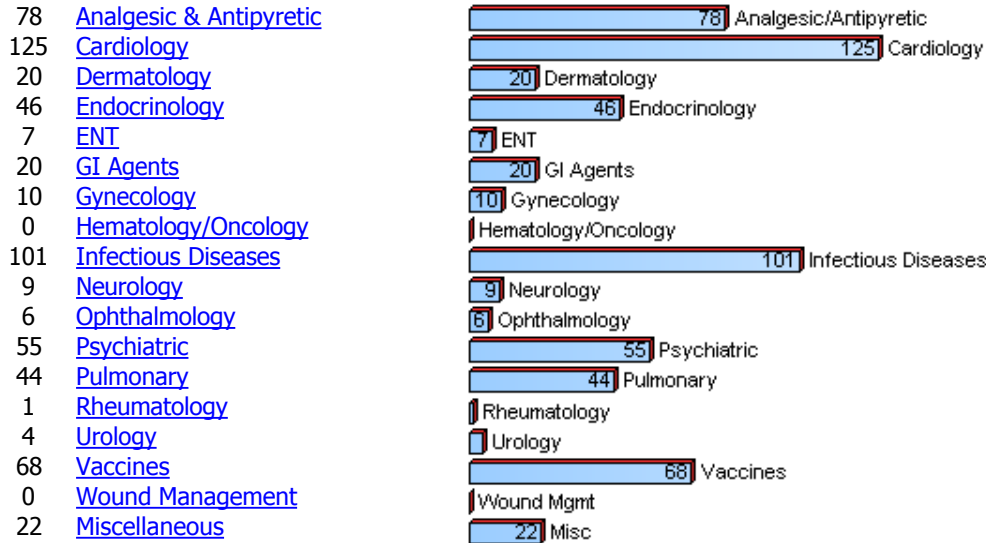 78 Analgesic & Antipyretic 78 Analgesic/Antipyretic
125 Cardiology 125 Cardiology
20 Dermatology 20 Dermatology
46 Endocrinology 46 Endocrinology
7 ENT 7 ENT
20 GI Agents 20 GI Agents
10 Gynecology 10 Gynecology
0 Hematology/Oncology Hematology/Oncology
101 Infectious Diseases 101 Infectious Diseases
9 Neurology 9 Neurology
6 Ophthalmology 6 Ophthalmology
55 Psychiatric 55 Psychiatric
44 Pulmonary 44 Pulmonary
1 Rheumatology Rheumatology
4 Urology Urology
68 Vaccines 68 Vaccines
0 Wound Management Wound Mgmt
22 Miscellaneous 22 Misc